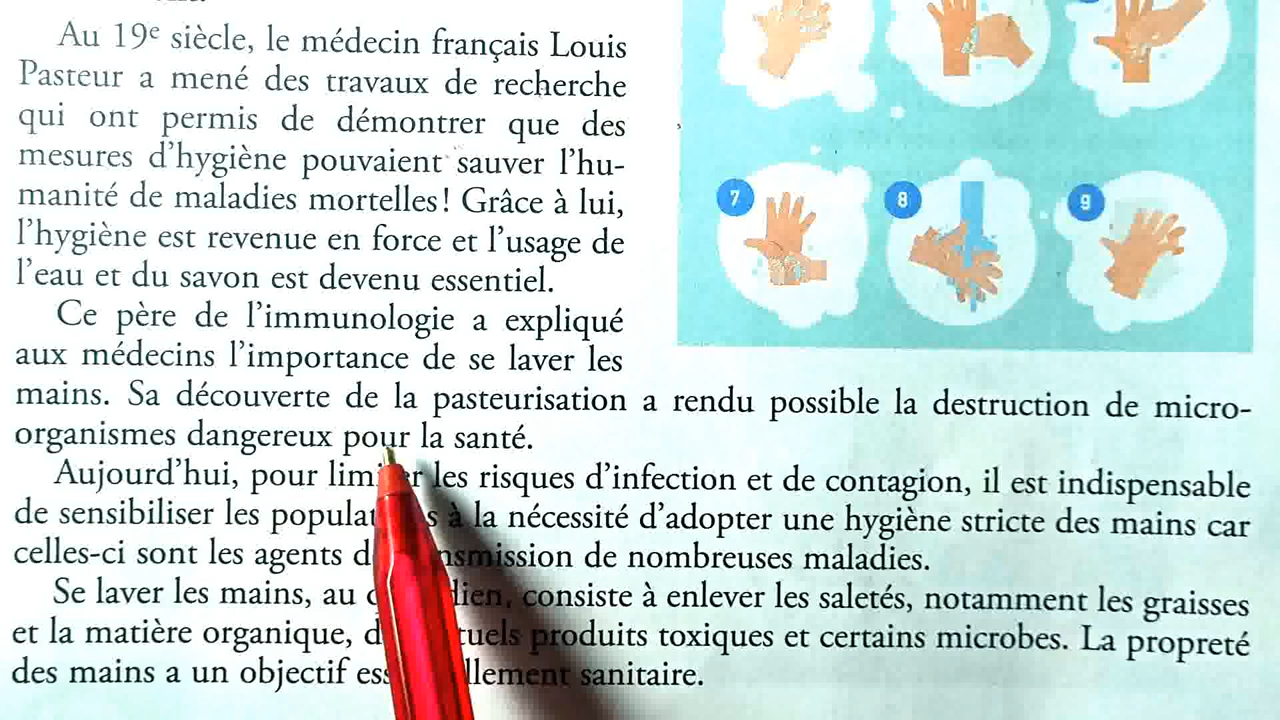 Au 19e siècle, le médecin français Louis
Pasteur a mené des travaux de recherche
qui ont permis de démontrer que des
mesures d'hygiène pouvaient sauver l'hu-
manité de maladies mortelles! Grâce à lui,
l'hygiène est revenue en force et l'usage de
l'eau et du savon est devenu essentiel.
Ce père de l'immunologie a expliqué
aux médecins l'importance de se laver les
mains. Sa découverte de la pasteurisation a rendu possible la destruction de micro-
organismes dangereux pour la santé.
Aujourd'hui, pour les risques d'infection et de contagion, il est indispensable
de sensibiliser les à la nécessité d'adopter une hygiène stricte des mains car
celles-ci sont les agents de nombreuses maladies.
Se laver les mains, au consiste à enlever les saletés, notamment les graisses
et la matière organique, produits toxiques et certains microbes. La propreté
des mains a un objectif sanitaire.
7
8
9